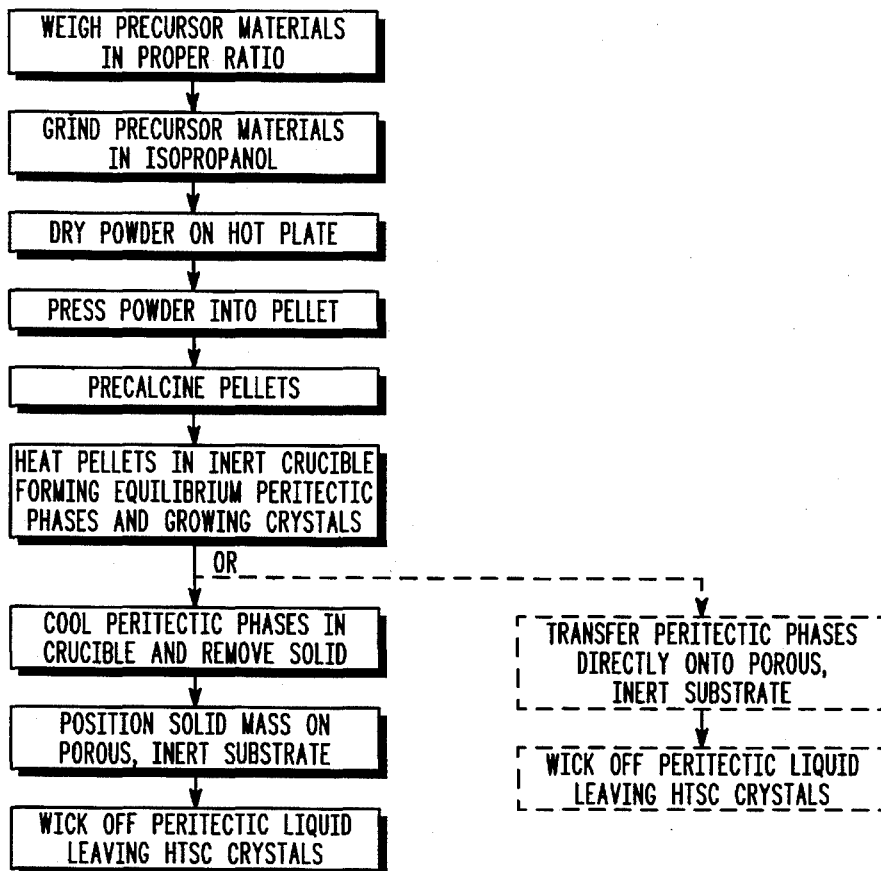 WEIGH PRECURSOR MATERIALS
IN PROPER RATIO
GRIND PRECURSOR MATERIALS
IN ISOPROPANOL
DRY POWDER ON HOT PLATE
PRESS POWDER INTO PELLET
PRECALCINE PELLETS
HEAT PELLETS IN INERT CRUCIBLE
FORMING EQUILIBRIUM PERITECTIC
PHASES AND GROWING CRYSTALS
OR
COOL PERITECTIC PHASES IN
CRUCIBLE AND REMOVE SOLID
POSITION SOLID MASS ON
POROUS, INERT SUBSTRATE
WICK OFF PERITECTIC LIQUID
LEAVING HTSC CRYSTALS
TRANSFER PERITECTIC PHASES
DIRECTLY ONTO POROUS,
INERT SUBSTRATE
WICK OFF PERITECTIC LIQUID
LEAVING HTSC CRYSTALS